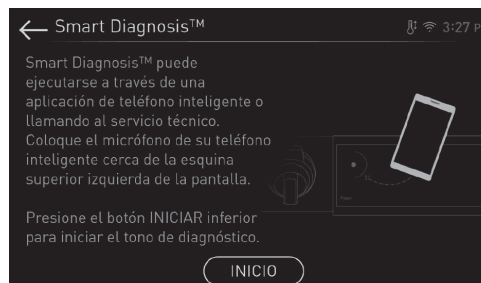 Smart Diagnosis™
3:27 P
Smart Diagnosis™ puede
ejecutarse a través de una
aplicación de teléfono inteligente o
llamando al servicio técnico.
Coloque el micrófono de su teléfono
inteligente cerca de la esquina
superior izquierda de la pantalla.
Presione el botón INICIAR inferior
para iniciar el tono de diagnóstico.
INICIO